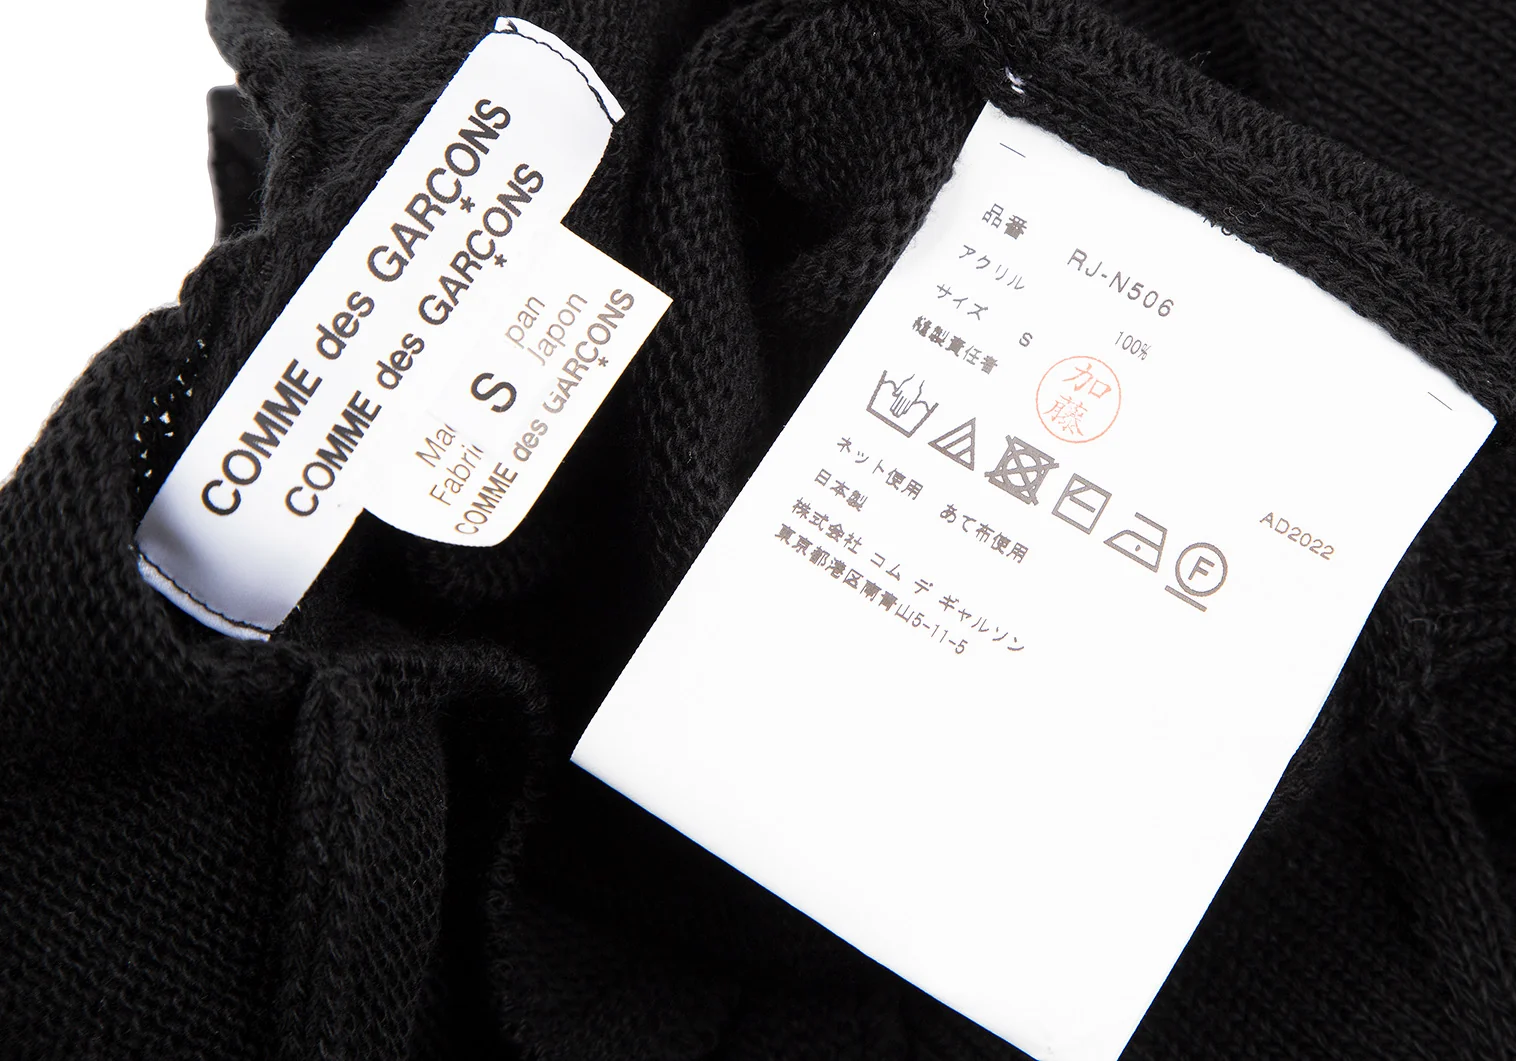 COMME des GARÇONS
*
COMME des GARÇONS
*
S
pan
Japon
COMME des GARÇONS
*
品番 RJ-N506
アクリル 100%
サイズ S
縫製責任者
加藤
F
ネット使用 あて布使用
日本製
株式会社 コム デ ギャルソン
東京都港区南青山5-11-5
AD2022